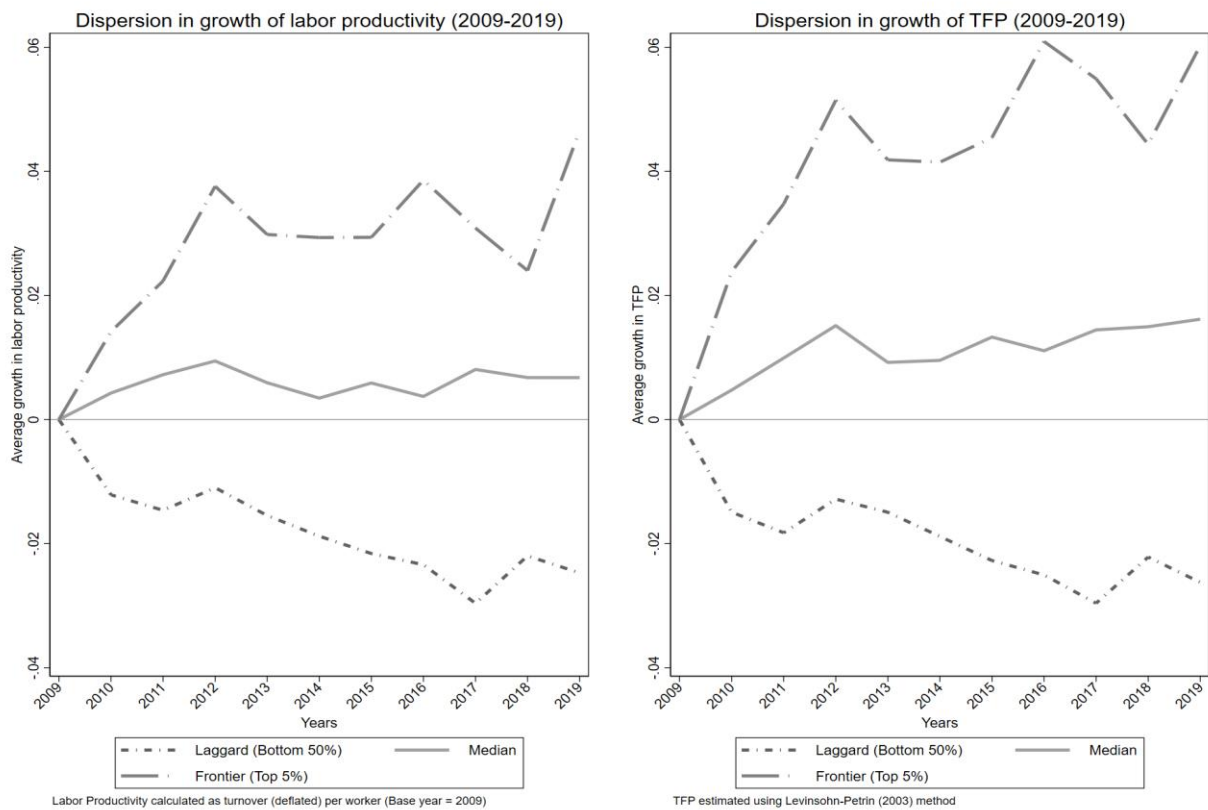 Dispersion in growth of labor productivity (2009-2019)
Average growth in labor productivity
.06
.04
.02
0
-.02
-.04
2009
2010
2011
2012
2013
2014
2015
2016
2017
2018
2019
Years
Laggard (Bottom 50%)
Median
Frontier (Top 5%)
Labor Productivity calculated as turnover (deflated) per worker (Base year = 2009)
Dispersion in growth of TFP (2009-2019)
Average growth in TFP
.06
.04
.02
0
-.02
-.04
2009
2010
2011
2012
2013
2014
2015
2016
2017
2018
2019
Years
Laggard (Bottom 50%)
Median
Frontier (Top 5%)
TFP estimated using Levinsohn-Petrin (2003) method